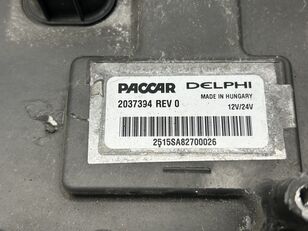 PACCAR DELPHI
MADE IN HUNGARY
2037394 REV 0
12V/24V
2515SA82700026